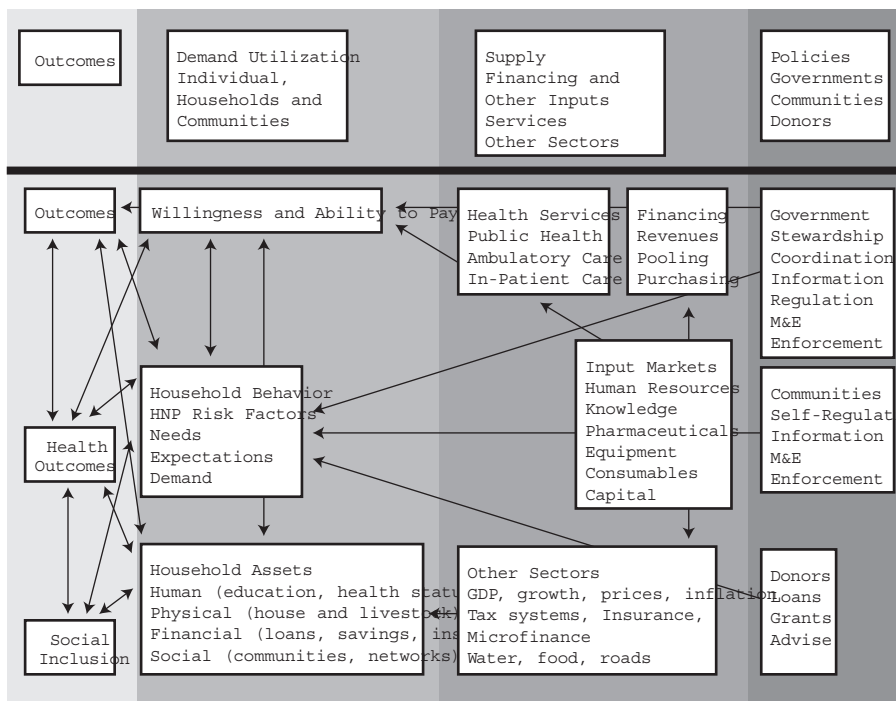 Outcomes
Demand Utilization
Individual,
Households and
Communities
Supply
Financing and
Other Inputs
Services
Other Sectors
Policies
Governments
Communities
Donors
Outcomes
Willingness and Ability to Pay
Health Services
Public Health
Ambulatory Care
In-Patient Care
Financing
Revenues
Pooling
Purchasing
Government
Stewardship
Coordination
Information
Regulation
M&E
Enforcement
Household Behavior
HNP Risk Factors
Needs
Expectations
Demand
Input Markets
Human Resources
Knowledge
Pharmaceuticals
Equipment
Consumables
Capital
Communities
Self-Regulat
Information
M&E
Enforcement
Health
Outcomes
Household Assets
Human (education, health statu
Physical (house and livestock)
Financial (loans, savings, ins
Social (communities, networks)
Other Sectors
GDP, growth, prices, inflation
Tax systems, Insurance,
Microfinance
Water, food, roads
Donors
Loans
Grants
Advise
Social
Inclusion